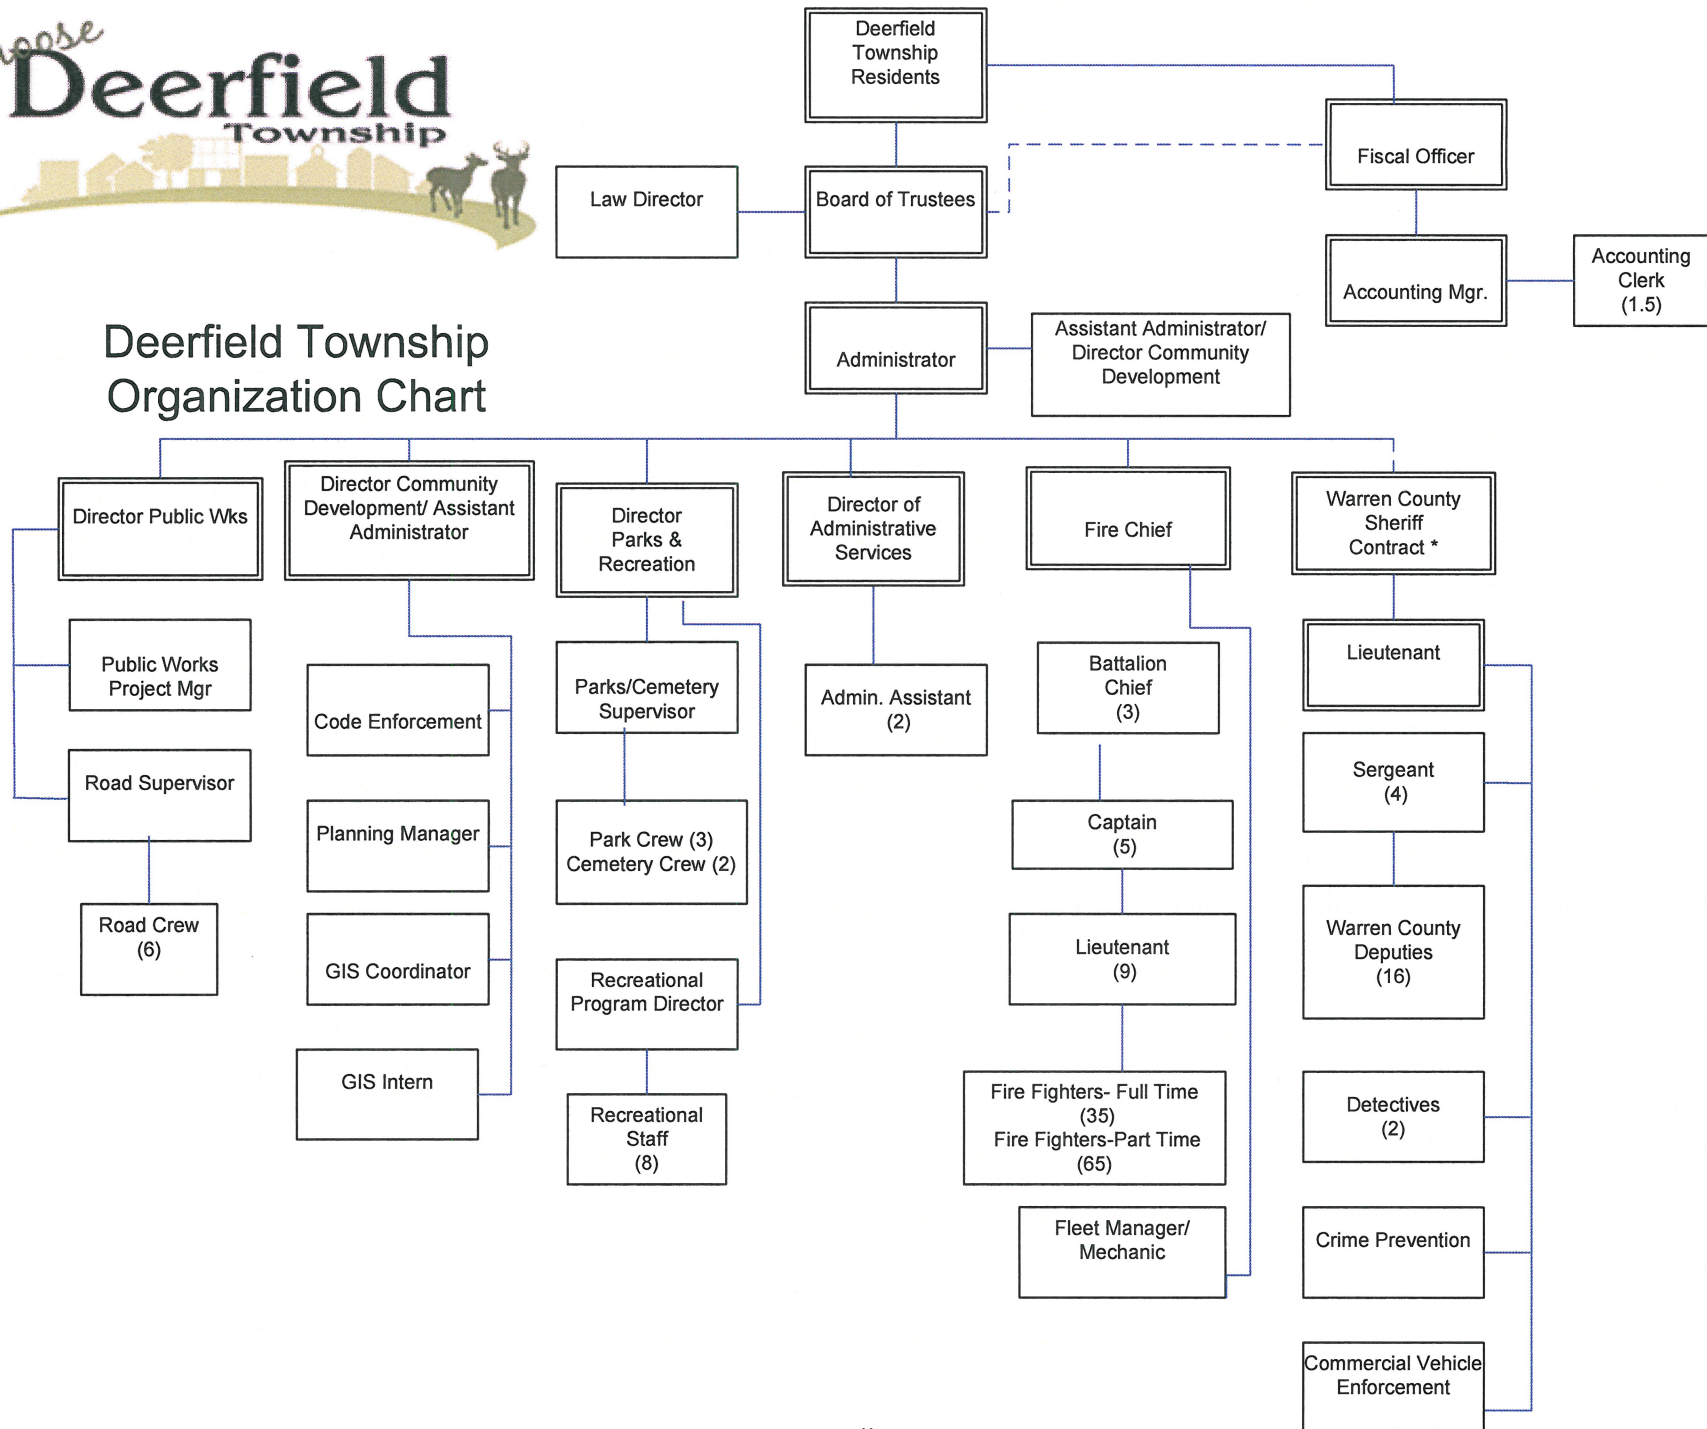 Deerfield
Township
Deerfield
Township
Residents
Fiscal Officer
Law Director
Board of Trustees
Accounting Mgr.
Accounting
Clerk
(1.5)
Deerfield Township
Organization Chart
Administrator
Assistant Administrator/
Director Community
Development
Director Public Wks
Director Community
Development/ Assistant
Administrator
Director
Parks &
Recreation
Director of
Administrative
Services
Fire Chief
Warren County
Sheriff
Contract *
Public Works
Project Mgr
Road Supervisor
Road Crew
(6)
Code Enforcement
Planning Manager
GIS Coordinator
GIS Intern
Parks/Cemetery
Supervisor
Park Crew (3)
Cemetery Crew (2)
Recreational
Program Director
Recreational
Staff
(8)
Admin. Assistant
(2)
Battalion
Chief
(3)
Captain
(5)
Lieutenant
(9)
Fire Fighters- Full Time
(35)
Fire Fighters-Part Time
(65)
Fleet Manager/
Mechanic
Lieutenant
Sergeant
(4)
Warren County
Deputies
(16)
Detectives
(2)
Crime Prevention
Commercial Vehicle
Enforcement